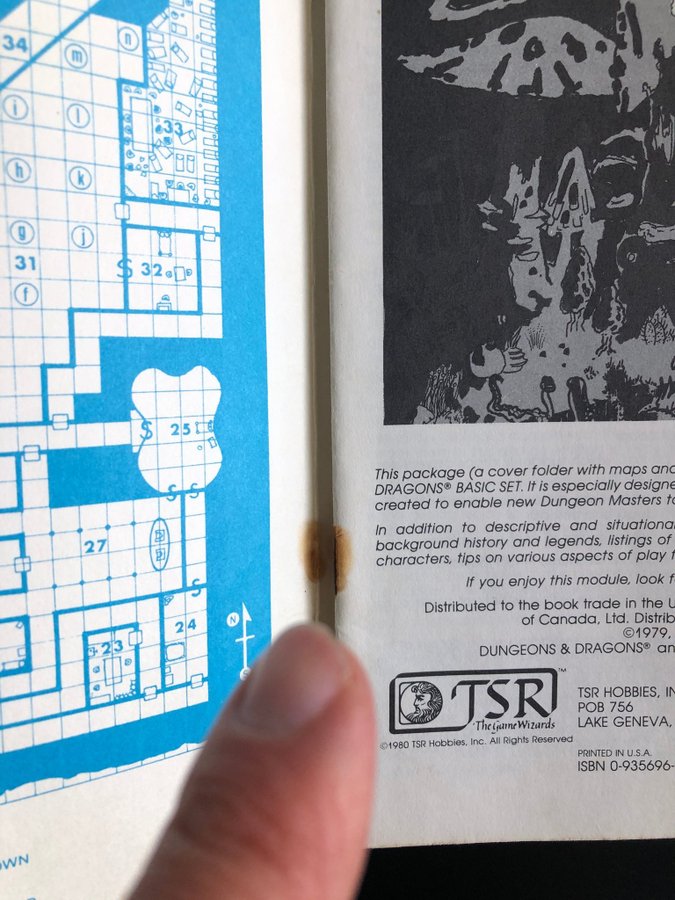 34
n
m
i
l
33
h
k
g
j
31
S
32
f
S
25
S
S
27
S
24
23
N
S
OWN
This package (a cover folder with maps and
DRAGONS® BASIC SET. It is especially designe
created to enable new Dungeon Masters to
In addition to descriptive and situational
background history and legends, listings of
characters, tips on various aspects of play
If you enjoy this module, look f
Distributed to the book trade in the U
of Canada, Ltd. Distrib
©1979,
DUNGEONS & DRAGONS® an
TSR™
The Game Wizards
©1980 TSR Hobbies, Inc. All Rights Reserved
TSR HOBBIES, IN
POB 756
LAKE GENEVA,
PRINTED IN U.S.A.
ISBN 0-935696-